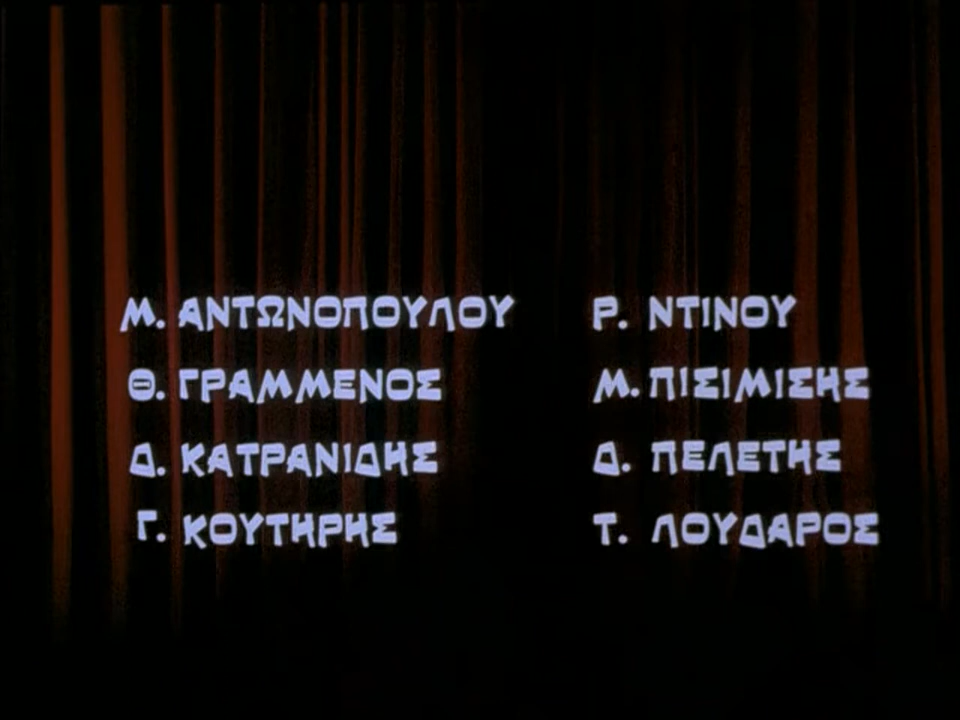 Μ. ΑΝΤΩΝΟΠΟΥΛΟΥ
Θ. ΓΡΑΜΜΕΝΟΣ
Δ. ΚΑΤΡΑΝΙΔΗΣ
Γ. ΚΟΥΤΗΡΗΣ
Ρ. ΝΤΙΝΟΥ
Μ. ΠΙΣΙΜΙΣΗΣ
Δ. ΠΕΛΕΤΗΣ
Τ. ΛΟΥΔΑΡΟΣ